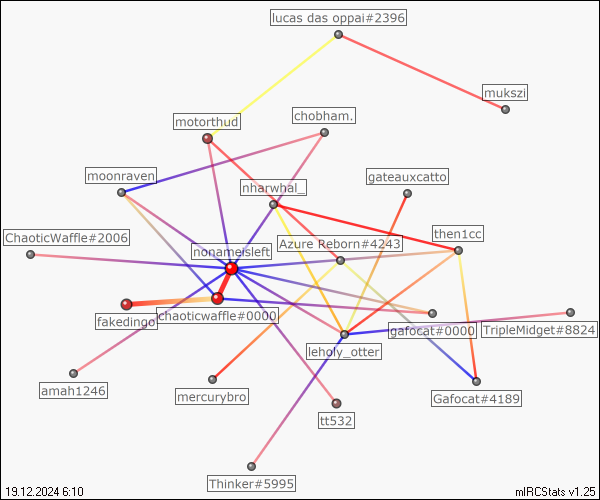 lucas das oppai#2396
mukszi
motorthud
chobham.
moonraven
nharwhal_
gateauxcatto
ChaoticWaffle#2006
nonameisleft
Azure Reborn#4243
then1cc
fakedingo
chaoticwaffle#0000
gafocat#0000
TripleMidget#8824
leholy_otter
amah1246
mercurybro
Gafocat#4189
tt532
Thinker#5995
19.12.2024 6:10
mIRCStats v1.25